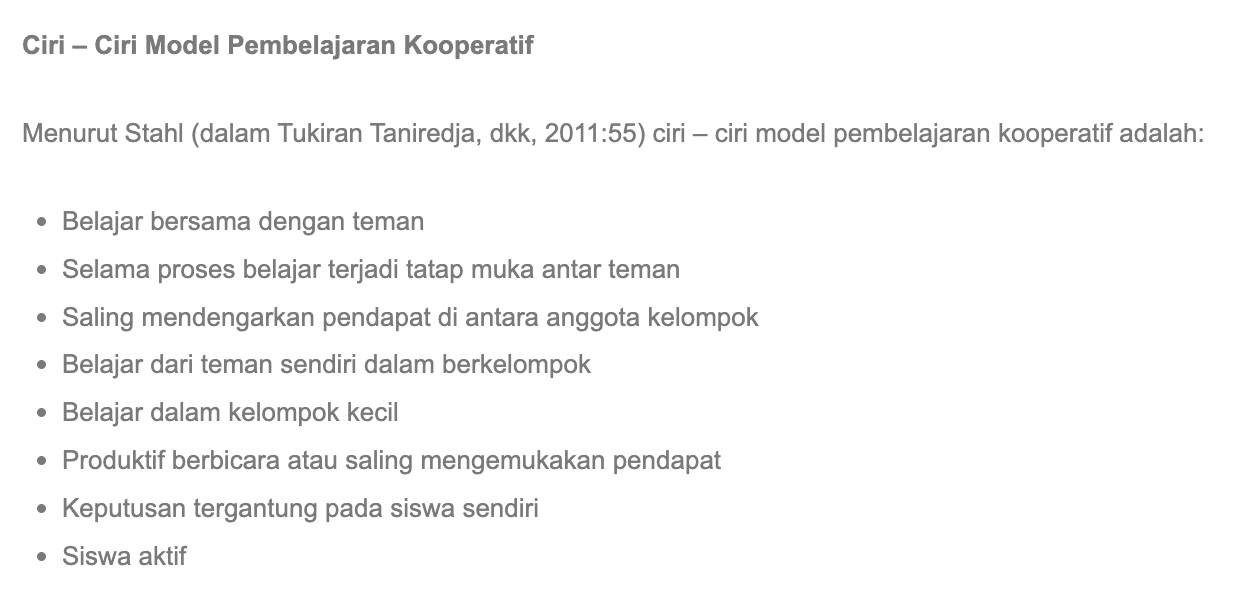 Ciri – Ciri Model Pembelajaran Kooperatif
Menurut Stahl (dalam Tukiran Taniredja, dkk, 2011:55) ciri – ciri model pembelajaran kooperatif adalah:
• Belajar bersama dengan teman
• Selama proses belajar terjadi tatap muka antar teman
• Saling mendengarkan pendapat di antara anggota kelompok
• Belajar dari teman sendiri dalam berkelompok
• Belajar dalam kelompok kecil
• Produktif berbicara atau saling mengemukakan pendapat
• Keputusan tergantung pada siswa sendiri
• Siswa aktif